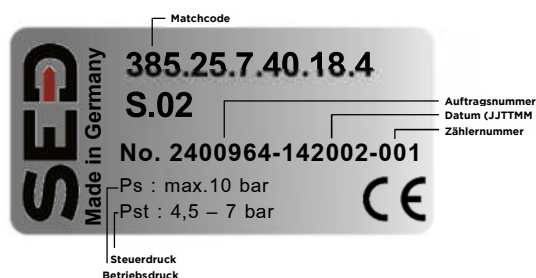 Matchcode
SED
Made in Germany
385.25.7.40.18.4
S.02
No. 2400964-142002-001
Ps : max.10 bar
Pst : 4,5 – 7 bar
CE
Auftragsnummer
Datum (JJTTMM
Zählernummer
Steuerdruck
Betriebsdruck